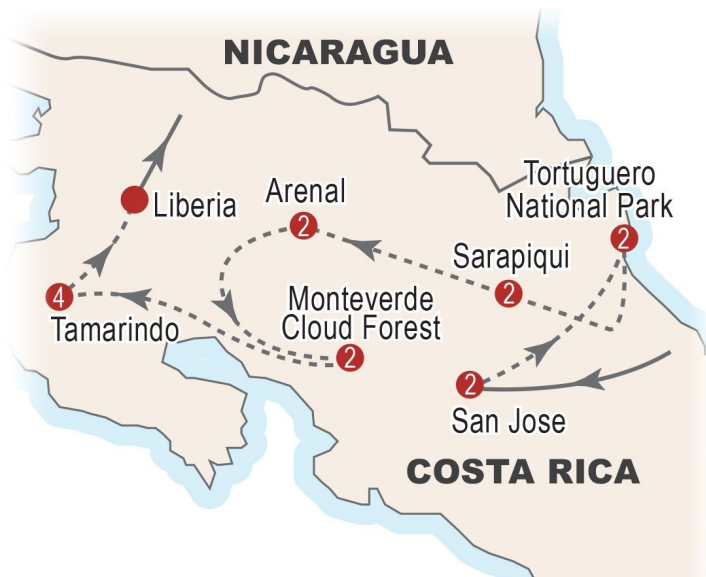 NICARAGUA
Tortuguero
National Park
2
Arenal
2
Liberia
Sarapiqui
2
4
Tamarindo
Monteverde
Cloud Forest
2
2
San Jose
COSTA RICA